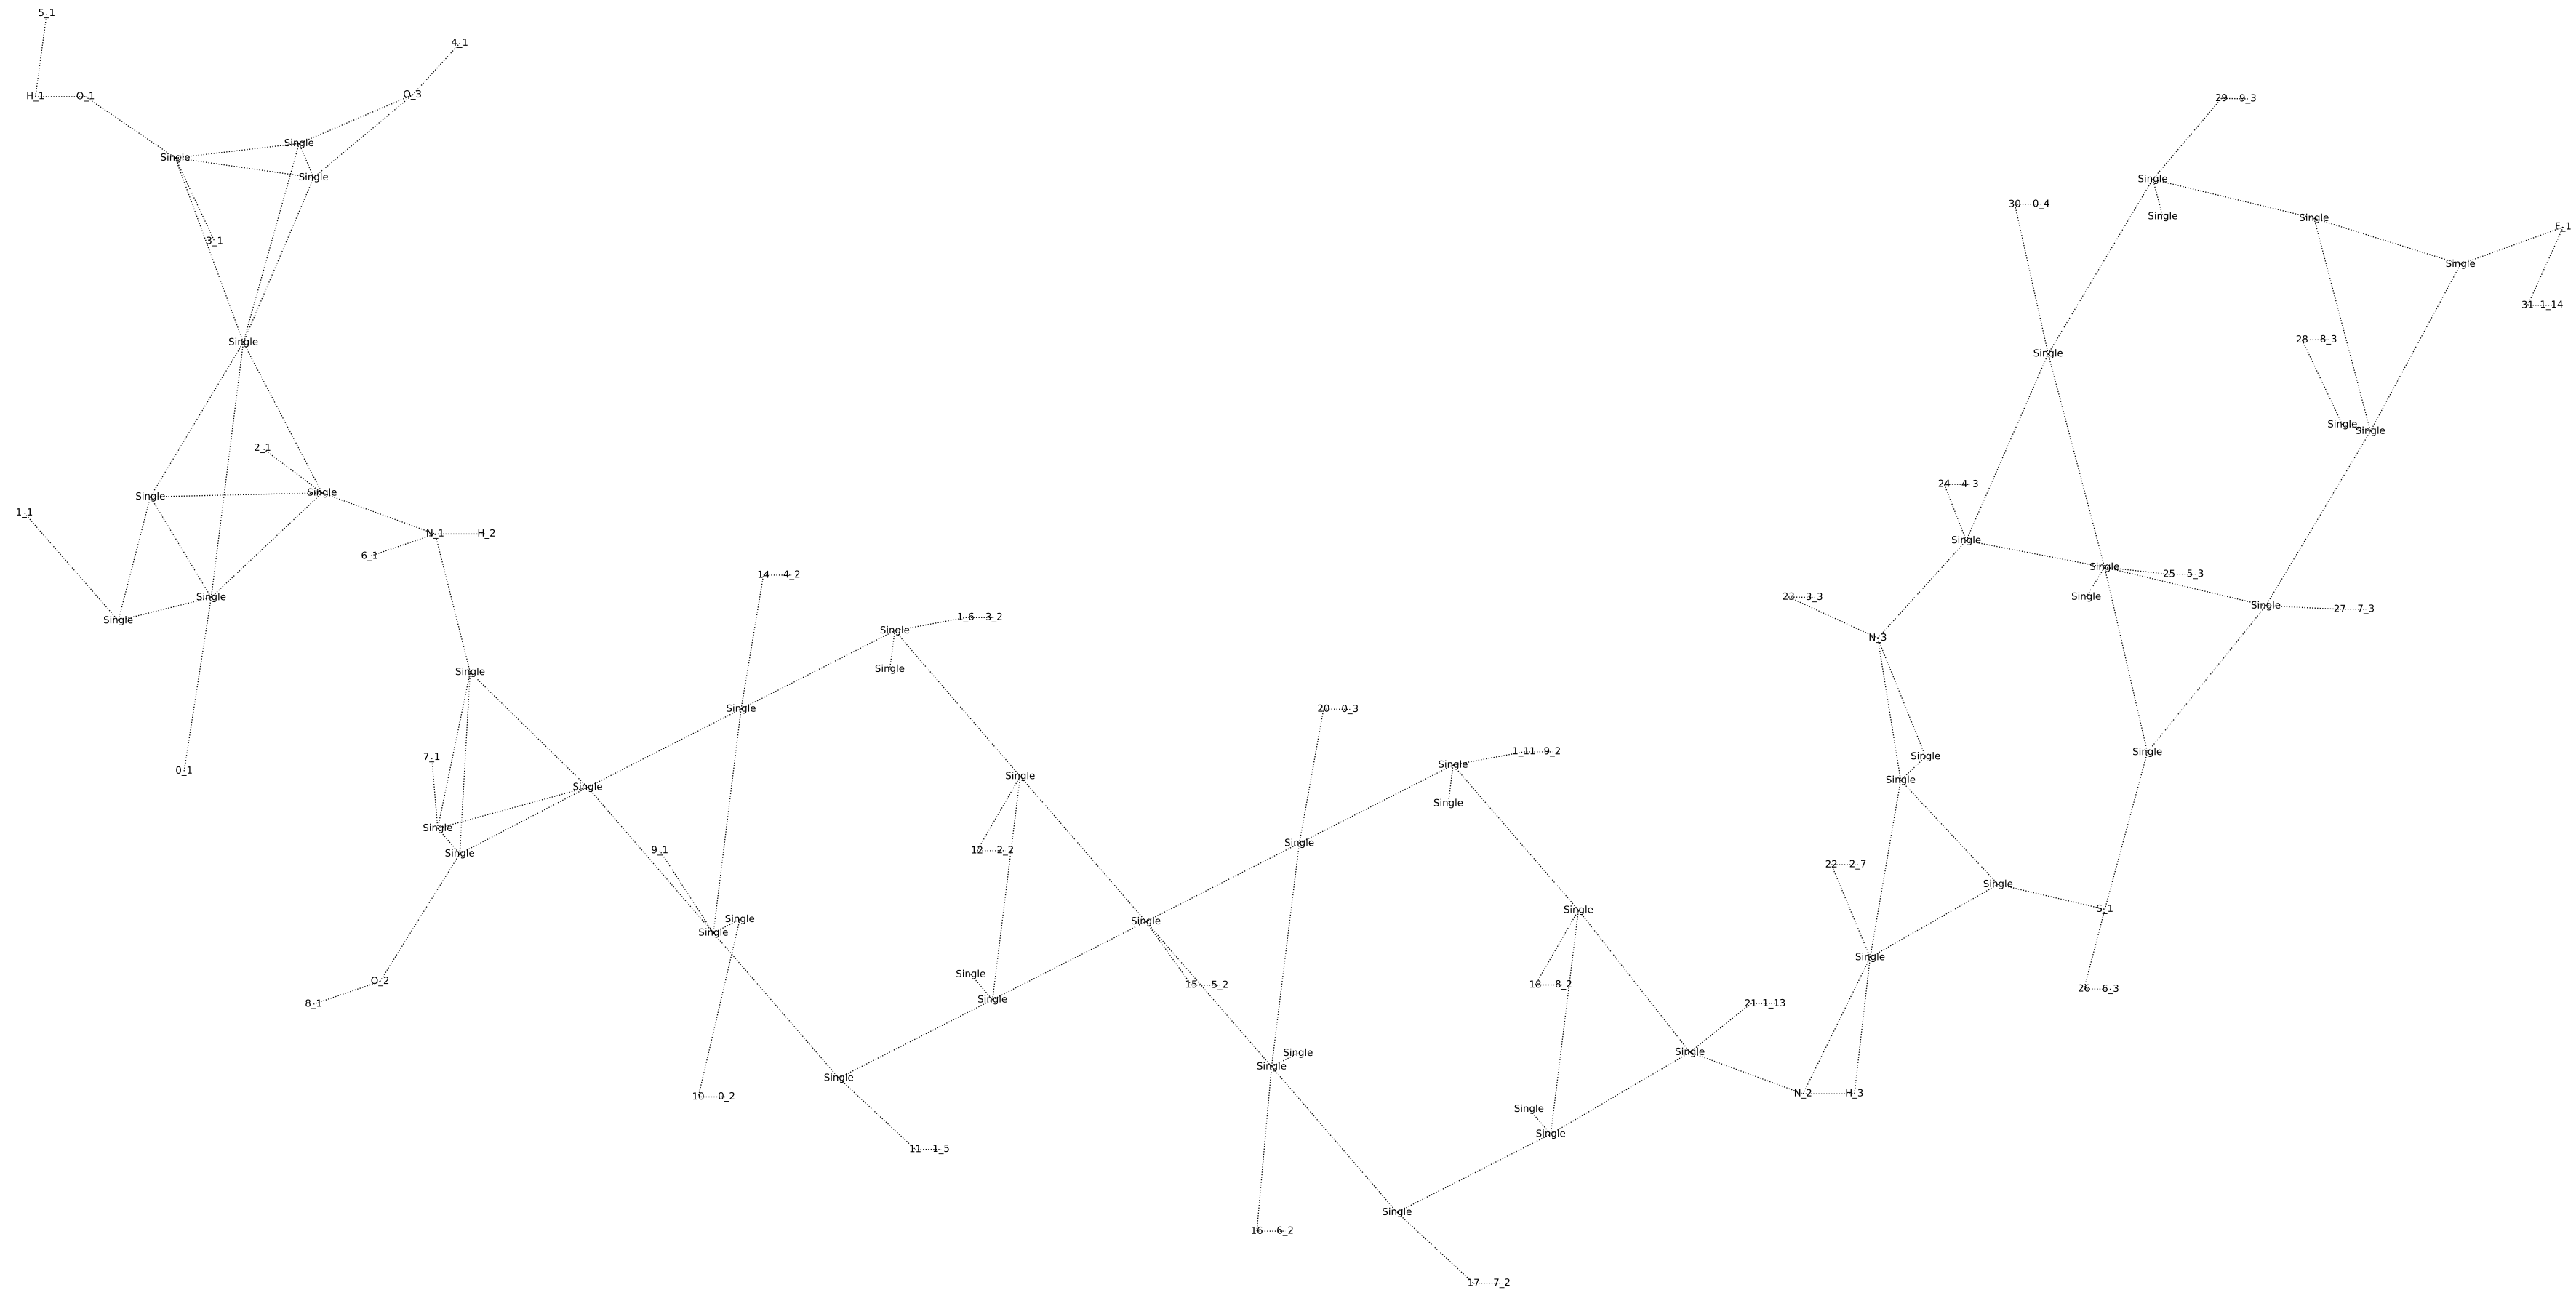 5_1
4_1
H_1 O_1
O_3
29 9_3
Single
Single
Single
Single
Single
30 0_4
Single
Single
F_1
3_1
Single
31 1_14
28 8_3
Single
Single
Single
Single
2_1
24 4_3
Single
Single
1_1
N_1 H_2
Single
6_1
Single
25 5_3
14 4_2
Single
23 3_3
Single
Single
27 7_3
Single
1_6 3_2
Single
N_3
Single
Single
Single
20 0_3
1_11 9_2
Single
7_1
Single
Single
0_1
Single
Single
Single
Single
Single
Single
Single
9_1
12 2_2
22 2_7
Single
Single
S_1
Single
Single
Single
Single
Single
O_2
Single
15 5_2
18 8_2
26 6_3
8_1
Single
21 1_13
Single
Single
Single
Single
10 0_2
N_2 H_3
Single
Single
Single
11 1_5
Single
16 6_2
17 7_2